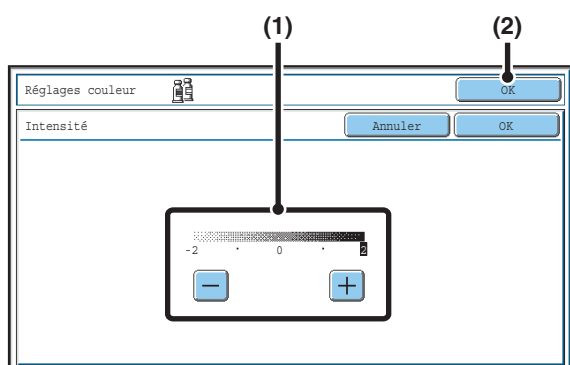 (1) (2)
Réglages couleur OK
Intensité Annuler OK
-2 · 0 · 2
− +